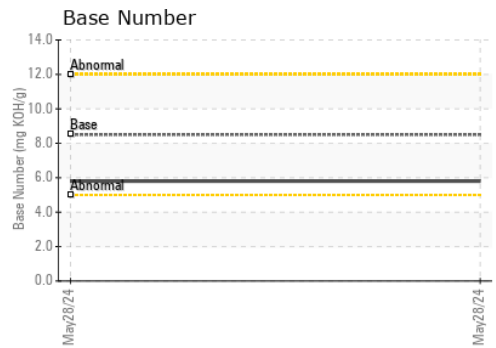 Base Number
14.0
12.0
10.0
8.0
6.0
4.0
2.0
0.0
Base Number (mg KOH/g)
Abnormal
Base
Abnormal
May28/24
May28/24